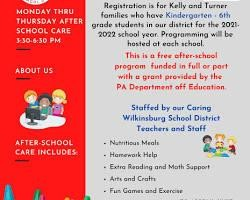 MONDAY THRU
THURSDAY AFTER
SCHOOL CARE
3:30-6:30 PM
ABOUT US
AFTER-SCHOOL
CARE INCLUDES:
Registration is for Kelly and Turner
families who have Kindergarten - 6th
grade students in our district for the 2021-
2022 school year. Programming will be
hosted at each school.
This is a free after-school
program funded in full or part
with a grant provided by the
PA Department off Education.
Staffed by our Caring
Wilkinsburg School District
Teachers and Staff
• Nutritious Meals
• Homework Help
• Extra Reading and Math Support
• Arts and Crafts
• Fun Games and Exercise